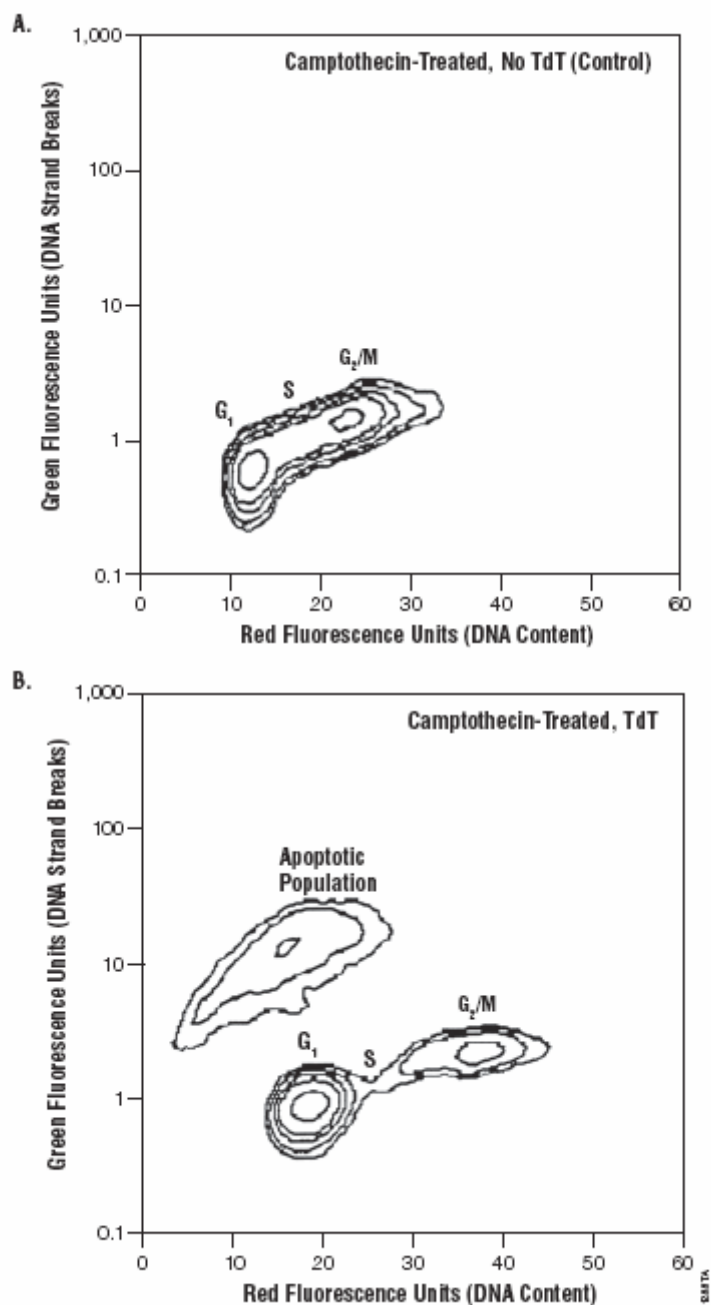 A.
1,000
Camptothecin-Treated, No TdT (Control)
100
10
1
0.1
Green Fluorescence Units (DNA Strand Breaks)
G₁
S
G₂/M
0 10 20 30 40 50 60
Red Fluorescence Units (DNA Content)
B.
1,000
Camptothecin-Treated, TdT
100
10
1
0.1
Green Fluorescence Units (DNA Strand Breaks)
Apoptotic
Population
G₁
S
G₂/M
0 10 20 30 40 50 60
Red Fluorescence Units (DNA Content)